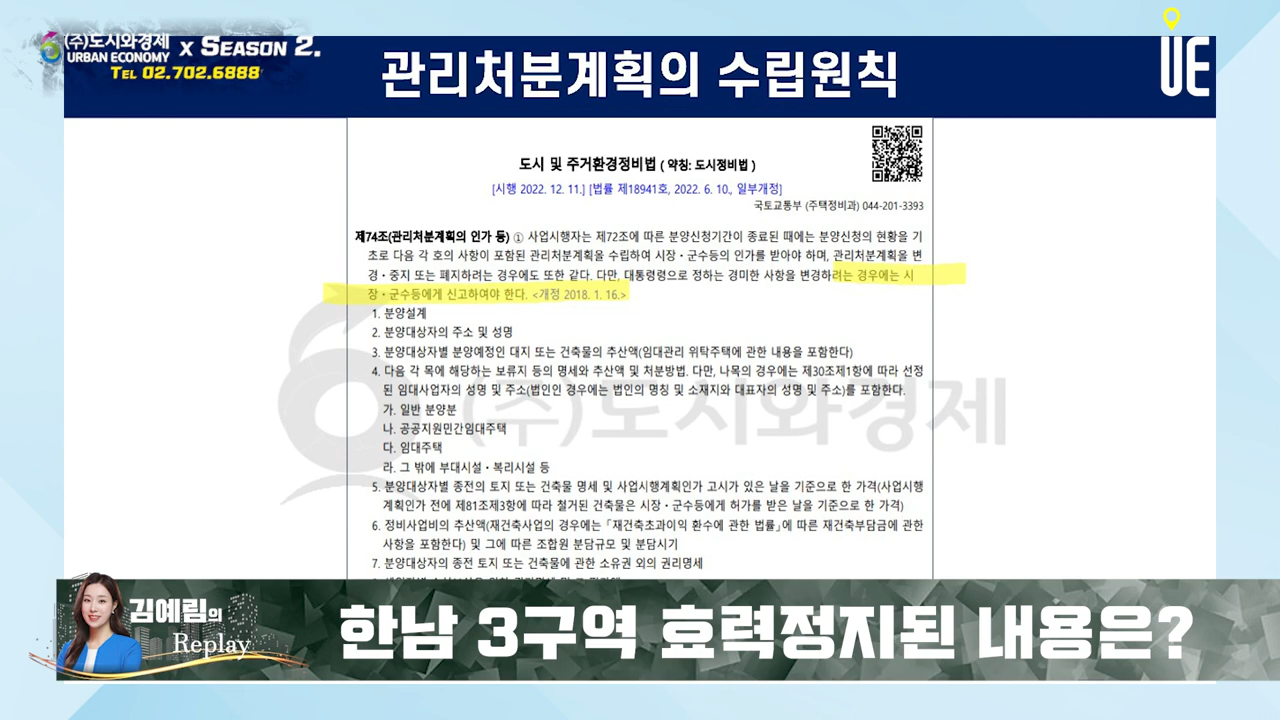 (주)도시와경제
URBAN ECONOMY
X SEASON 2.
TEL 02.702.6888
관리처분계획의 수립원칙
UE
도시 및 주거환경정비법 ( 약칭: 도시정비법 )
[시행 2022. 12. 11.] [법률 제18941호, 2022. 6. 10., 일부개정]
국토교통부 (주택정비과) 044-201-3393
제74조(관리처분계획의 인가 등) ① 사업시행자는 제72조에 따른 분양신청기간이 종료된 때에는 분양신청의 현황을 기
초로 다음 각 호의 사항이 포함된 관리처분계획을 수립하여 시장ㆍ군수등의 인가를 받아야 하며, 관리처분계획을 변
경ㆍ중지 또는 폐지하려는 경우에도 또한 같다. 다만, 대통령령으로 정하는 경미한 사항을 변경하려는 경우에는 시
장ㆍ군수등에게 신고하여야 한다. <개정 2018. 1. 16.>
1. 분양설계
2. 분양대상자의 주소 및 성명
3. 분양대상자별 분양예정인 대지 또는 건축물의 추산액(임대관리 위탁주택에 관한 내용을 포함한다)
4. 다음 각 목에 해당하는 보류지 등의 명세와 추산액 및 처분방법. 다만, 나목의 경우에는 제30조제1항에 따라 선정
된 임대사업자의 성명 및 주소(법인인 경우에는 법인의 명칭 및 소재지와 대표자의 성명 및 주소)를 포함한다.
가. 일반 분양분
나. 공공지원민간임대주택
다. 임대주택
라. 그 밖에 부대시설ㆍ복리시설 등
(주)도시와경제
5. 분양대상자별 종전의 토지 또는 건축물 명세 및 사업시행계획인가 고시가 있은 날을 기준으로 한 가격(사업시행
계획인가 전에 제81조제3항에 따라 철거된 건축물은 시장ㆍ군수등에게 허가를 받은 날을 기준으로 한 가격)
6. 정비사업비의 추산액(재건축사업의 경우에는 「재건축초과이익 환수에 관한 법률」에 따른 재건축부담금에 관한
사항을 포함한다) 및 그에 따른 조합원 분담규모 및 분담시기
7. 분양대상자의 종전 토지 또는 건축물에 관한 소유권 외의 권리명세
김예림의
Replay
한남 3구역 효력정지된 내용은?